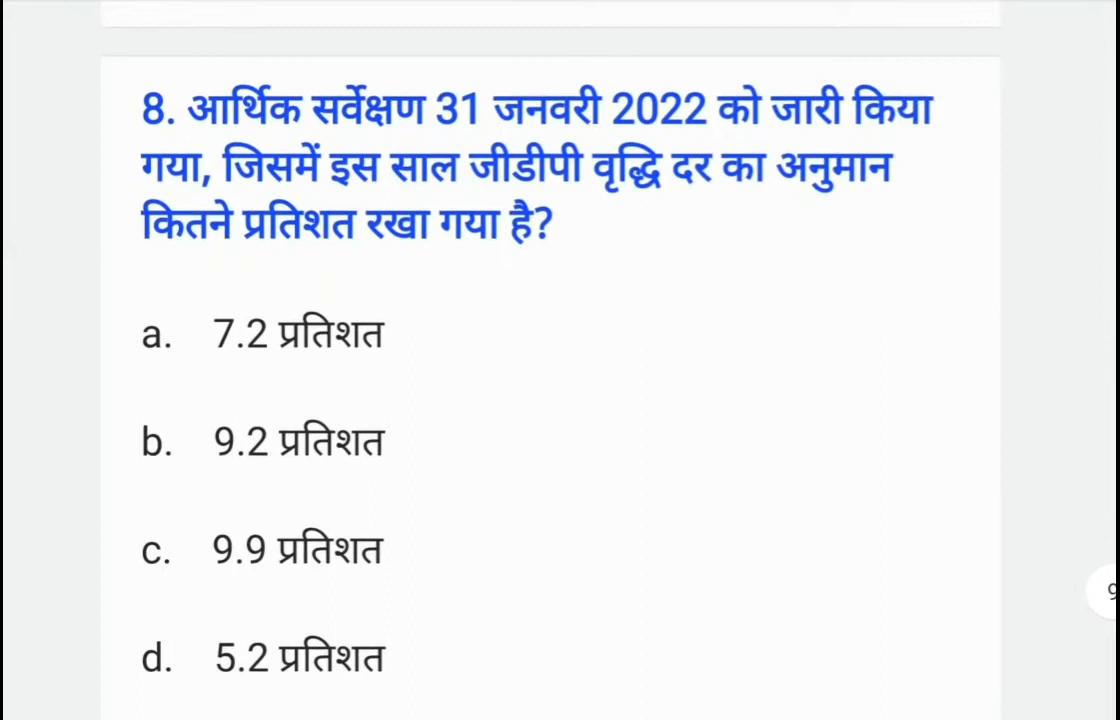 8. आर्थिक सर्वेक्षण 31 जनवरी 2022 को जारी किया
गया, जिसमें इस साल जीडीपी वृद्धि दर का अनुमान
कितने प्रतिशत रखा गया है?
a. 7.2 प्रतिशत
b. 9.2 प्रतिशत
c. 9.9 प्रतिशत
d. 5.2 प्रतिशत